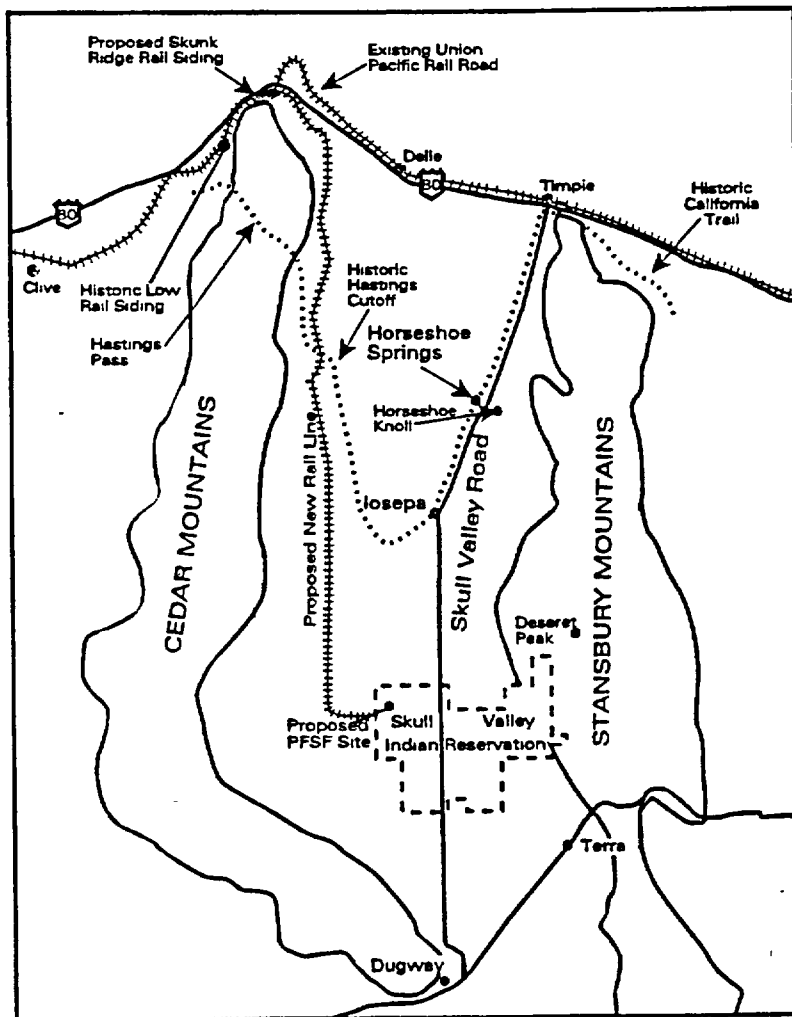 Proposed Skunk
Ridge Rail Siding
Existing Union
Pacific Rail Road
Delle
80
Timpie
Historic
California
Trail
80
Clive
Historic Low
Rail Siding
Hastings
Pass
Historic
Hastings
Cutoff
Horseshoe
Springs
Horseshoe
Knoll
CEDAR MOUNTAINS
Proposed New Rail Line
Iosepa
Skull Valley Road
STANSBURY MOUNTAINS
Deseret
Peak
Proposed
PFSF Site
Skull Valley
Indian Reservation
Terra
Dugway